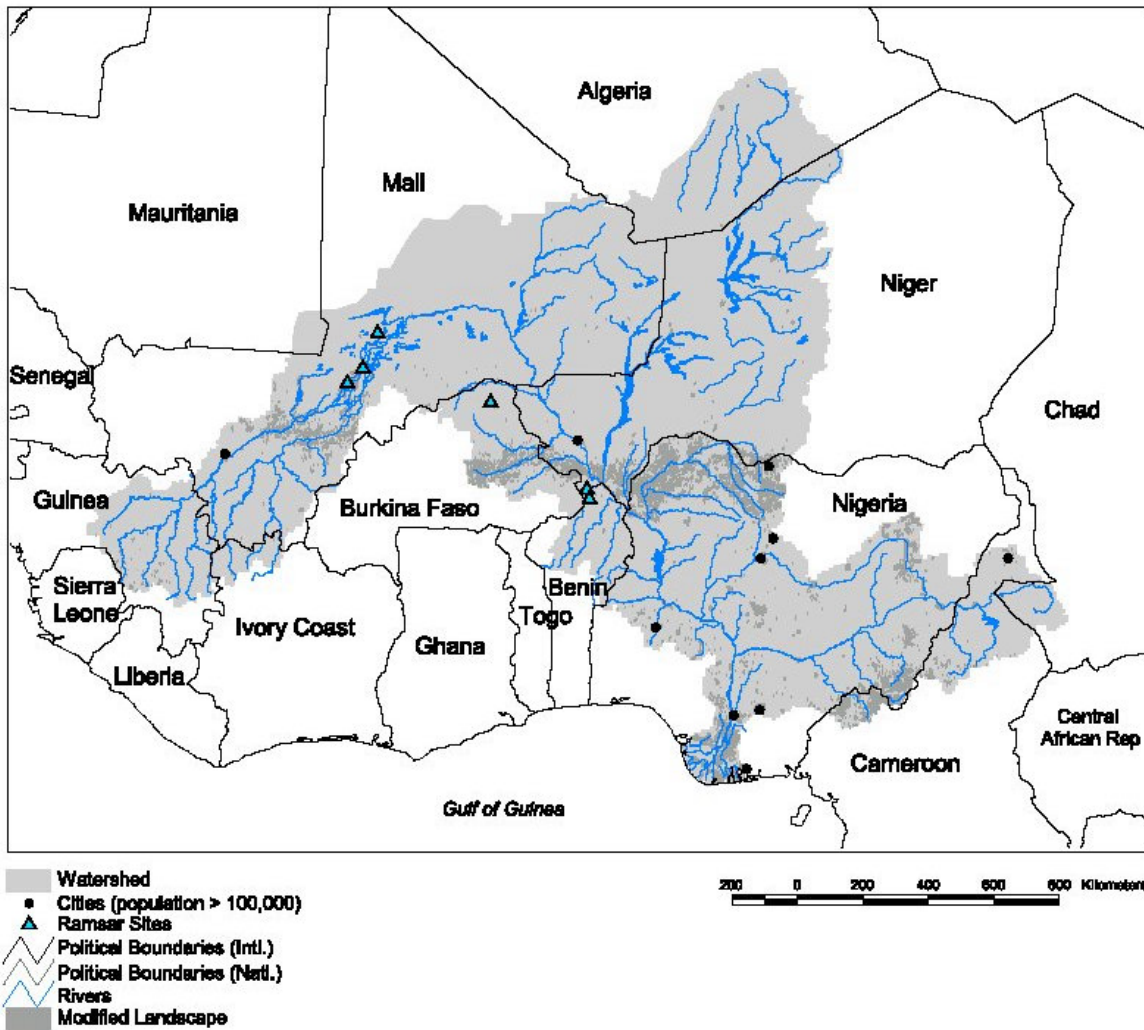 Algeria
Mali
Mauritania
Niger
Senegal
Chad
Guinea
Burkina Faso
Nigeria
Sierra
Leone
Benin
Togo
Ivory Coast
Ghana
Liberia
Central
African Rep
Cameroon
Gulf of Guinea
Watershed
Cities (population > 100,000)
Ramsar Sites
Political Boundaries (Intl.)
Political Boundaries (Natl.)
Rivers
Modified Landscape
200 0 200 400 600 800 Kilometers